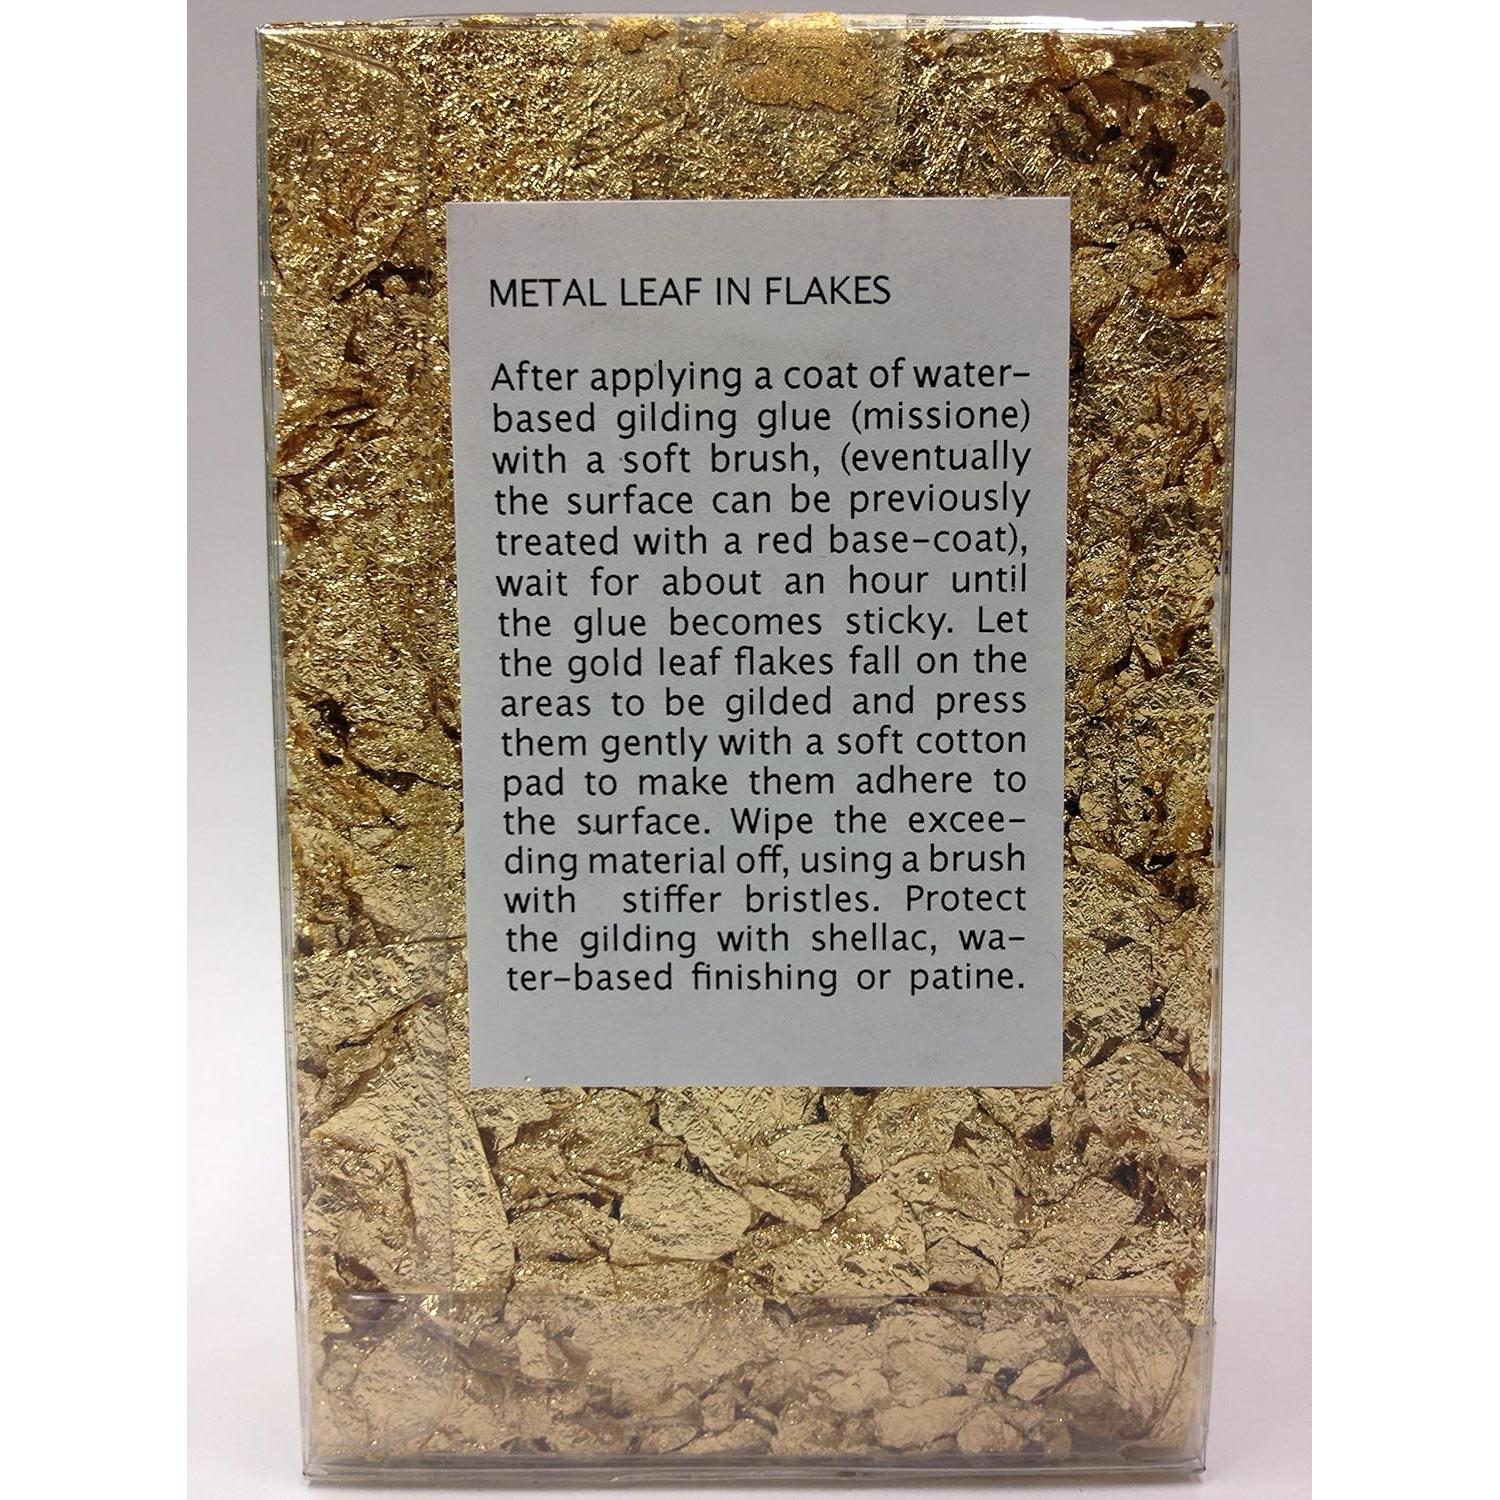 METAL LEAF IN FLAKES
After applying a coat of water-
based gilding glue (missione)
with a soft brush, (eventually
the surface can be previously
treated with a red base-coat),
wait for about an hour until
the glue becomes sticky. Let
the gold leaf flakes fall on the
areas to be gilded and press
them gently with a soft cotton
pad to make them adhere to
the surface. Wipe the excee-
ding material off, using a brush
with stiffer bristles. Protect
the gilding with shellac, wa-
ter-based finishing or patine.